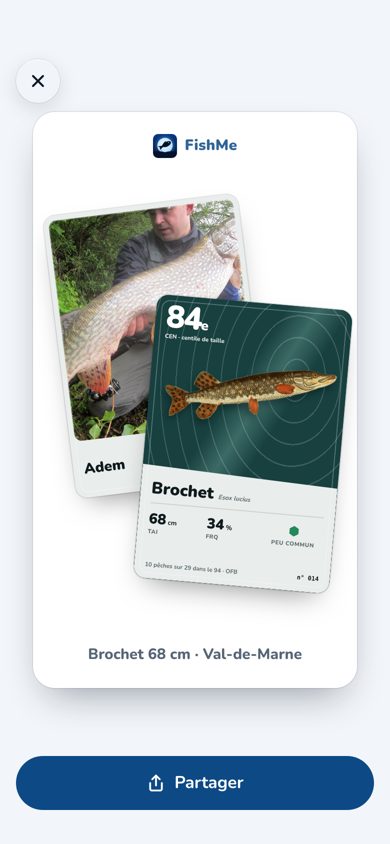 FishMe
84e
CEN · centile de taille
Adem
Brochet Esox lucius
68 cm
TAI
34 %
FRQ
PEU COMMUN
10 pêches sur 29 dans le 94 · OFB
n° 014
Brochet 68 cm · Val-de-Marne
Partager